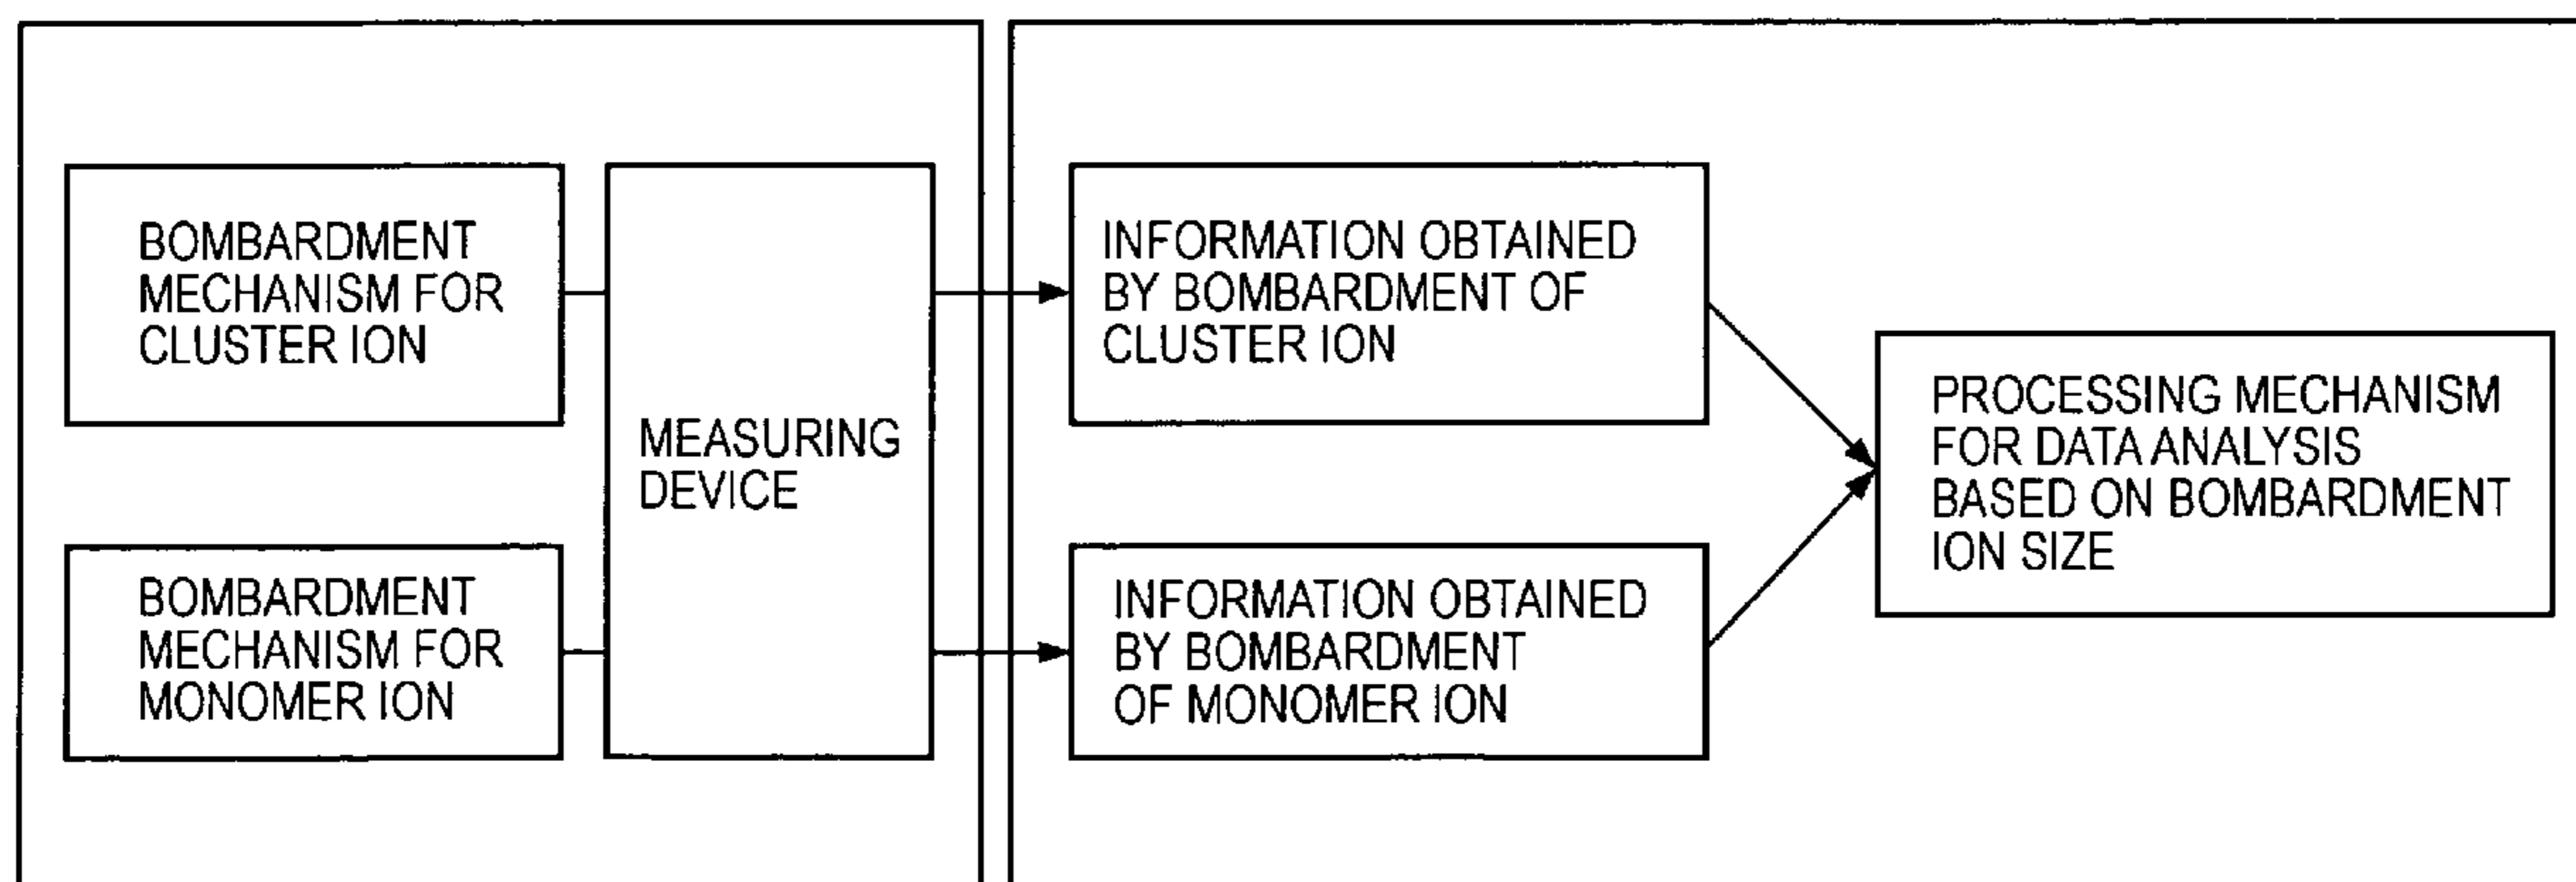 BOMBARDMENT
MECHANISM FOR
CLUSTER ION
BOMBARDMENT
MECHANISM FOR
MONOMER ION
MEASURING
DEVICE
INFORMATION OBTAINED
BY BOMBARDMENT OF
CLUSTER ION
INFORMATION OBTAINED
BY BOMBARDMENT
OF MONOMER ION
PROCESSING MECHANISM
FOR DATA ANALYSIS
BASED ON BOMBARDMENT
ION SIZE